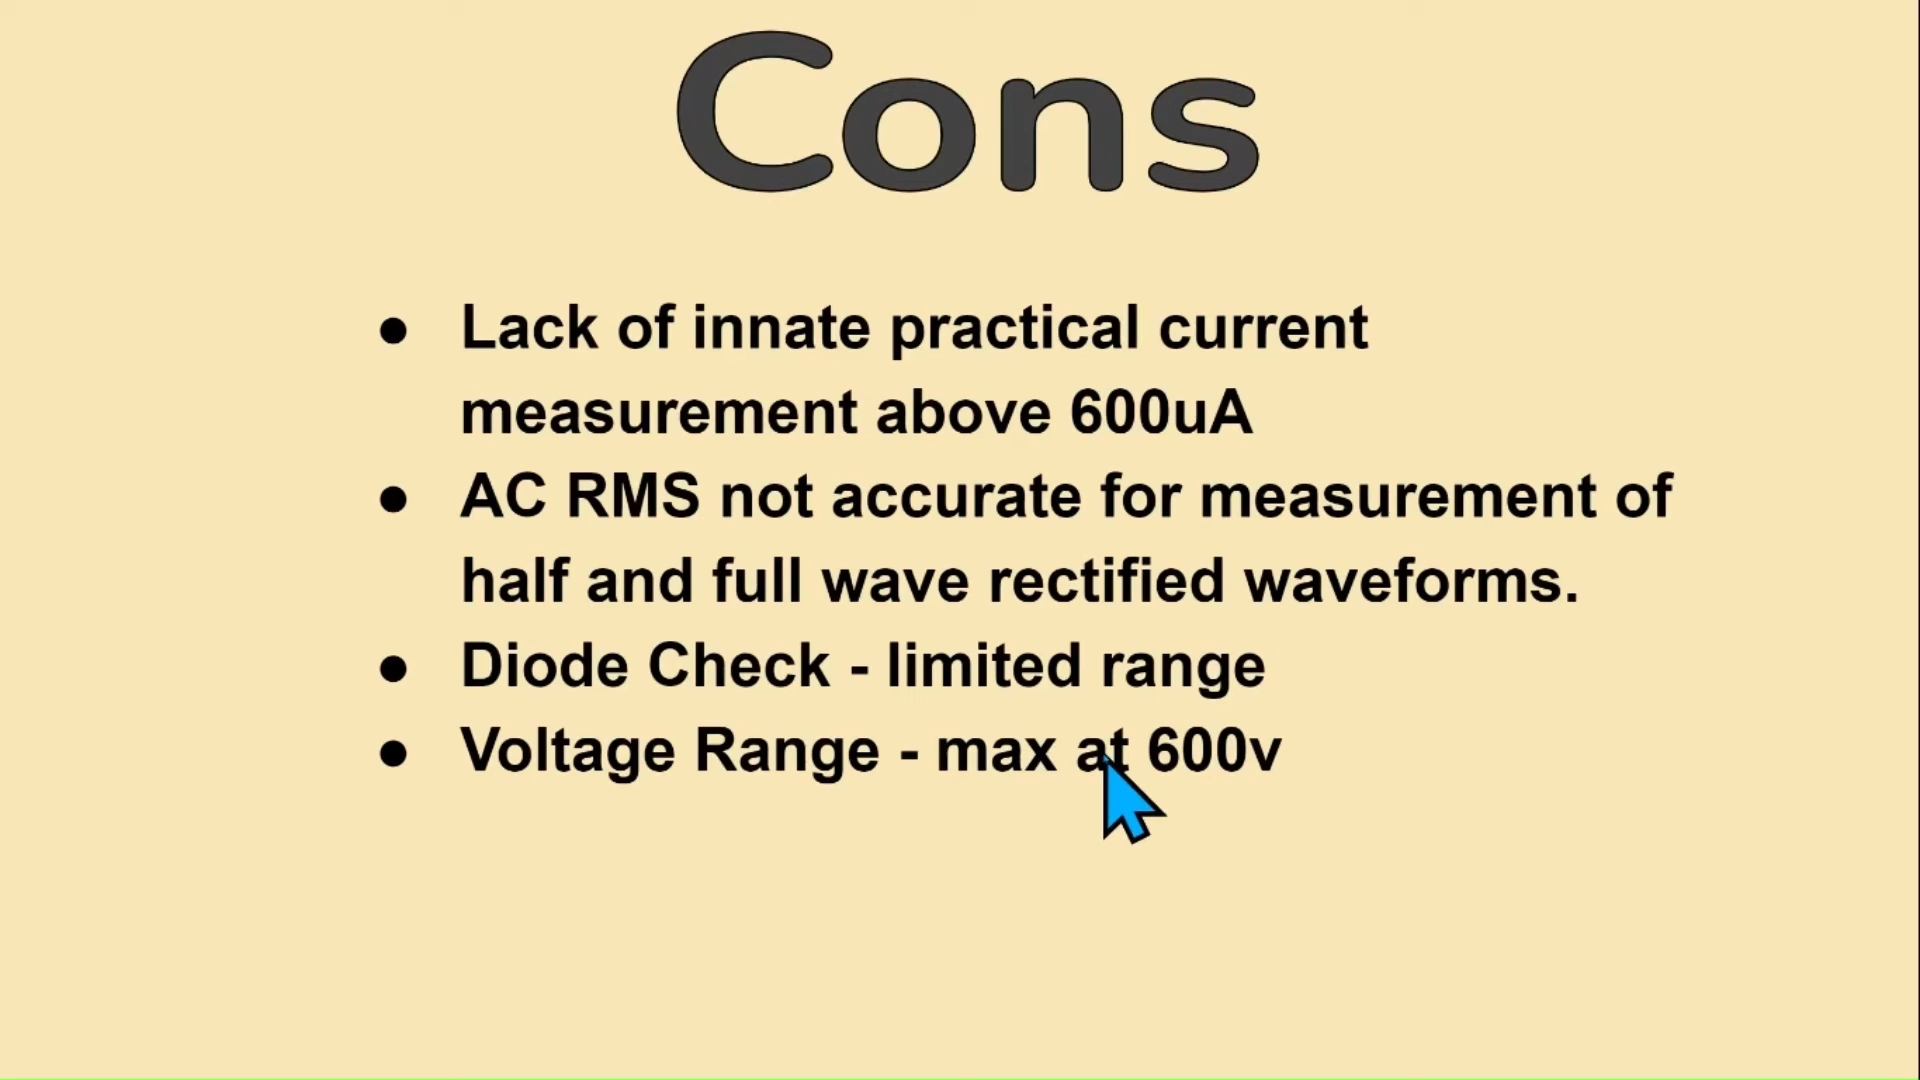 Cons
● Lack of innate practical current
measurement above 600uA
● AC RMS not accurate for measurement of
half and full wave rectified waveforms.
● Diode Check - limited range
● Voltage Range - max at 600v